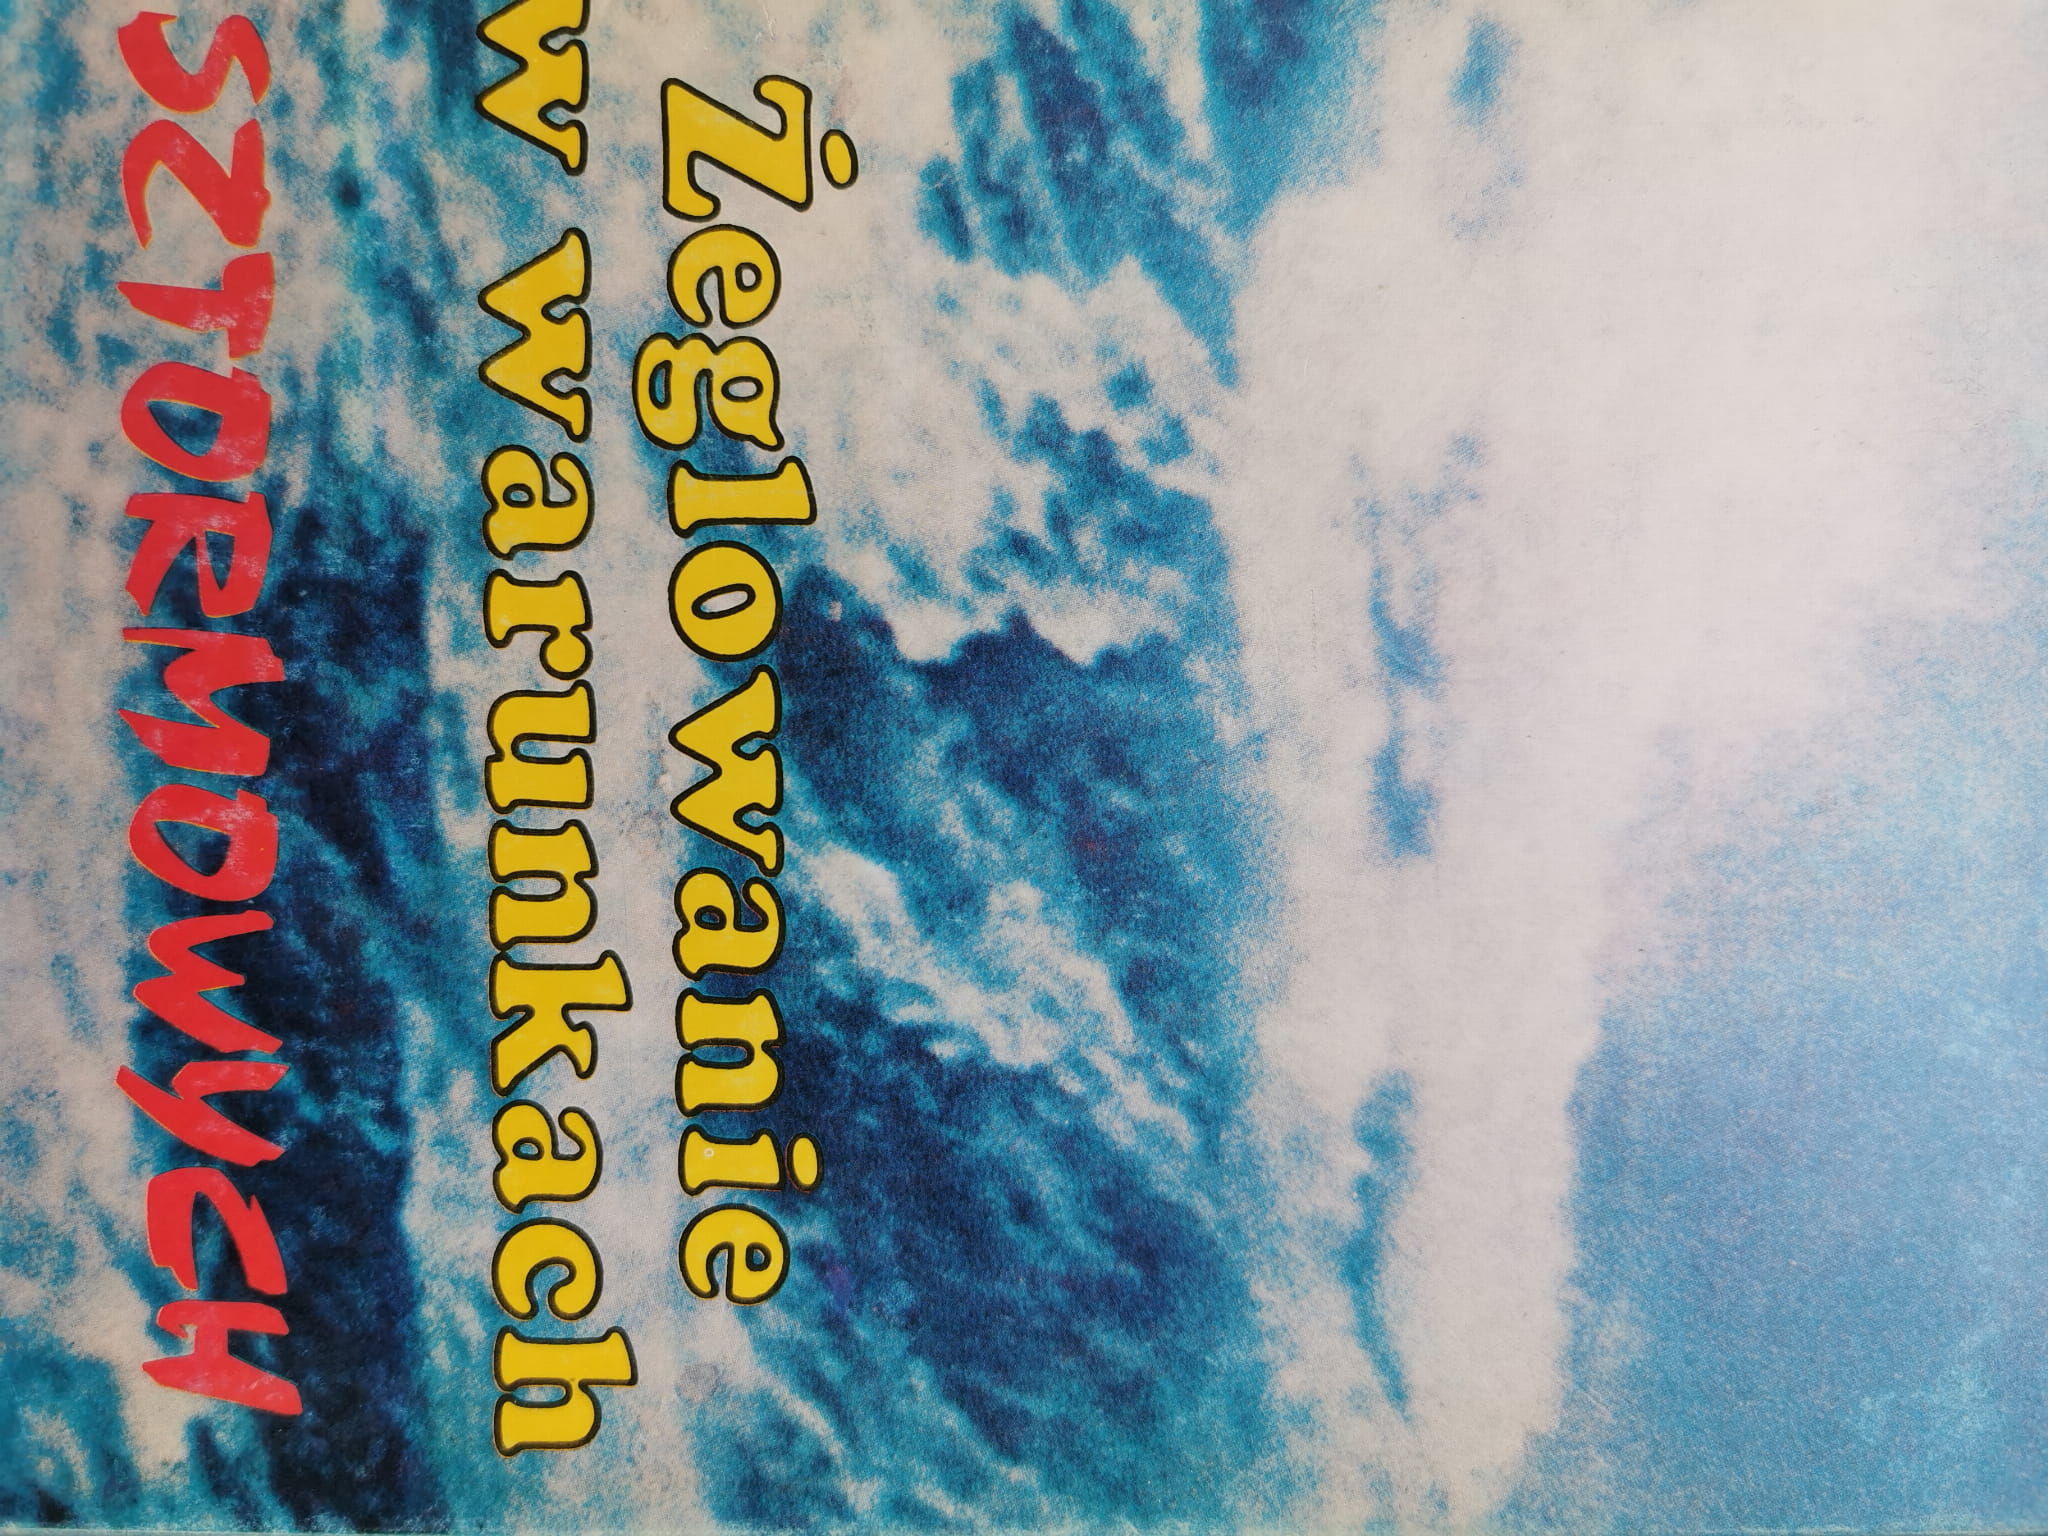 Żeglowanie
w warunkach
SZTORMOWYCH